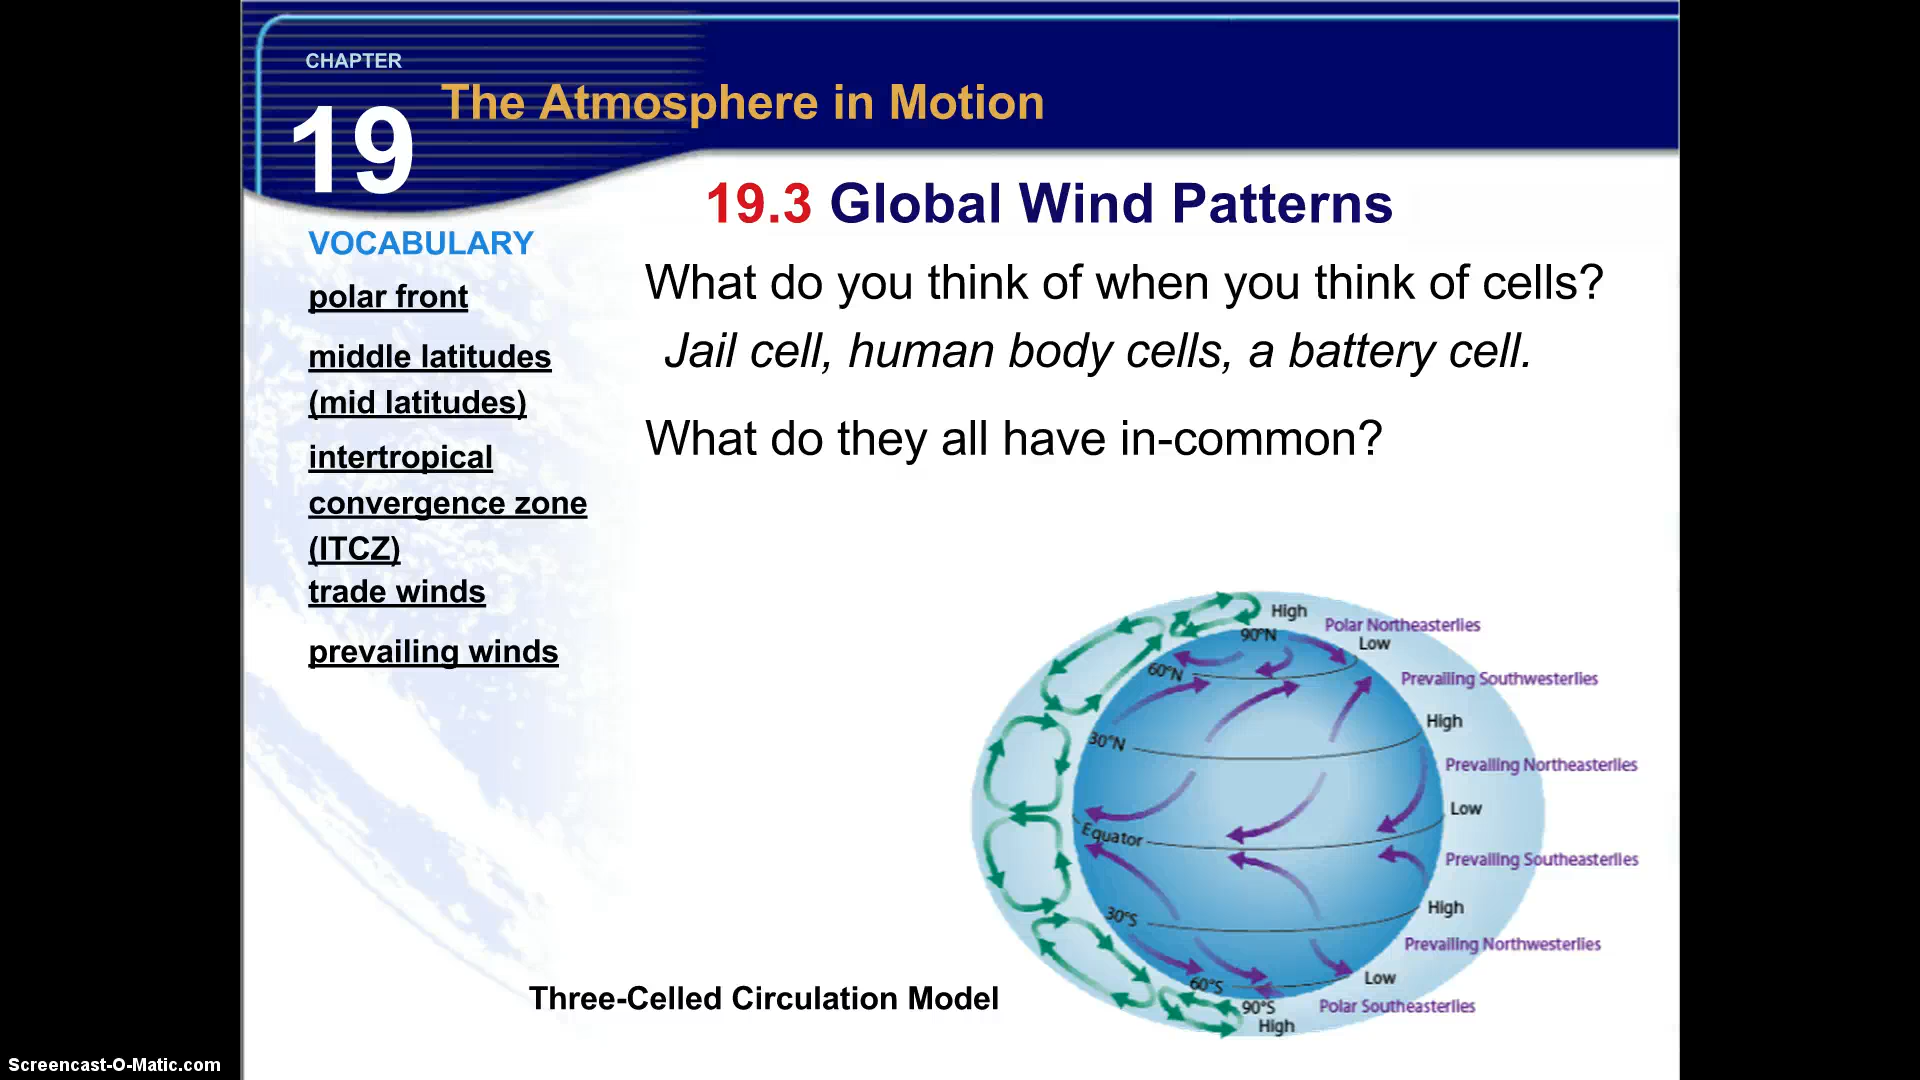 CHAPTER
19
The Atmosphere in Motion
19.3 Global Wind Patterns
VOCABULARY
polar front
middle latitudes
(mid latitudes)
intertropical
convergence zone
(ITCZ)
trade winds
prevailing winds
What do you think of when you think of cells?
Jail cell, human body cells, a battery cell.
What do they all have in-common?
High
90°N
Polar Northeasterlies
Low
60°N
Prevailing Southwesterlies
High
30°N
Prevailing Northeasterlies
Low
Equator
Prevailing Southeasterlies
High
30°S
Prevailing Northwesterlies
Low
60°S
90°S
Polar Southeasterlies
High
Three-Celled Circulation Model
Screencast-O-Matic.com